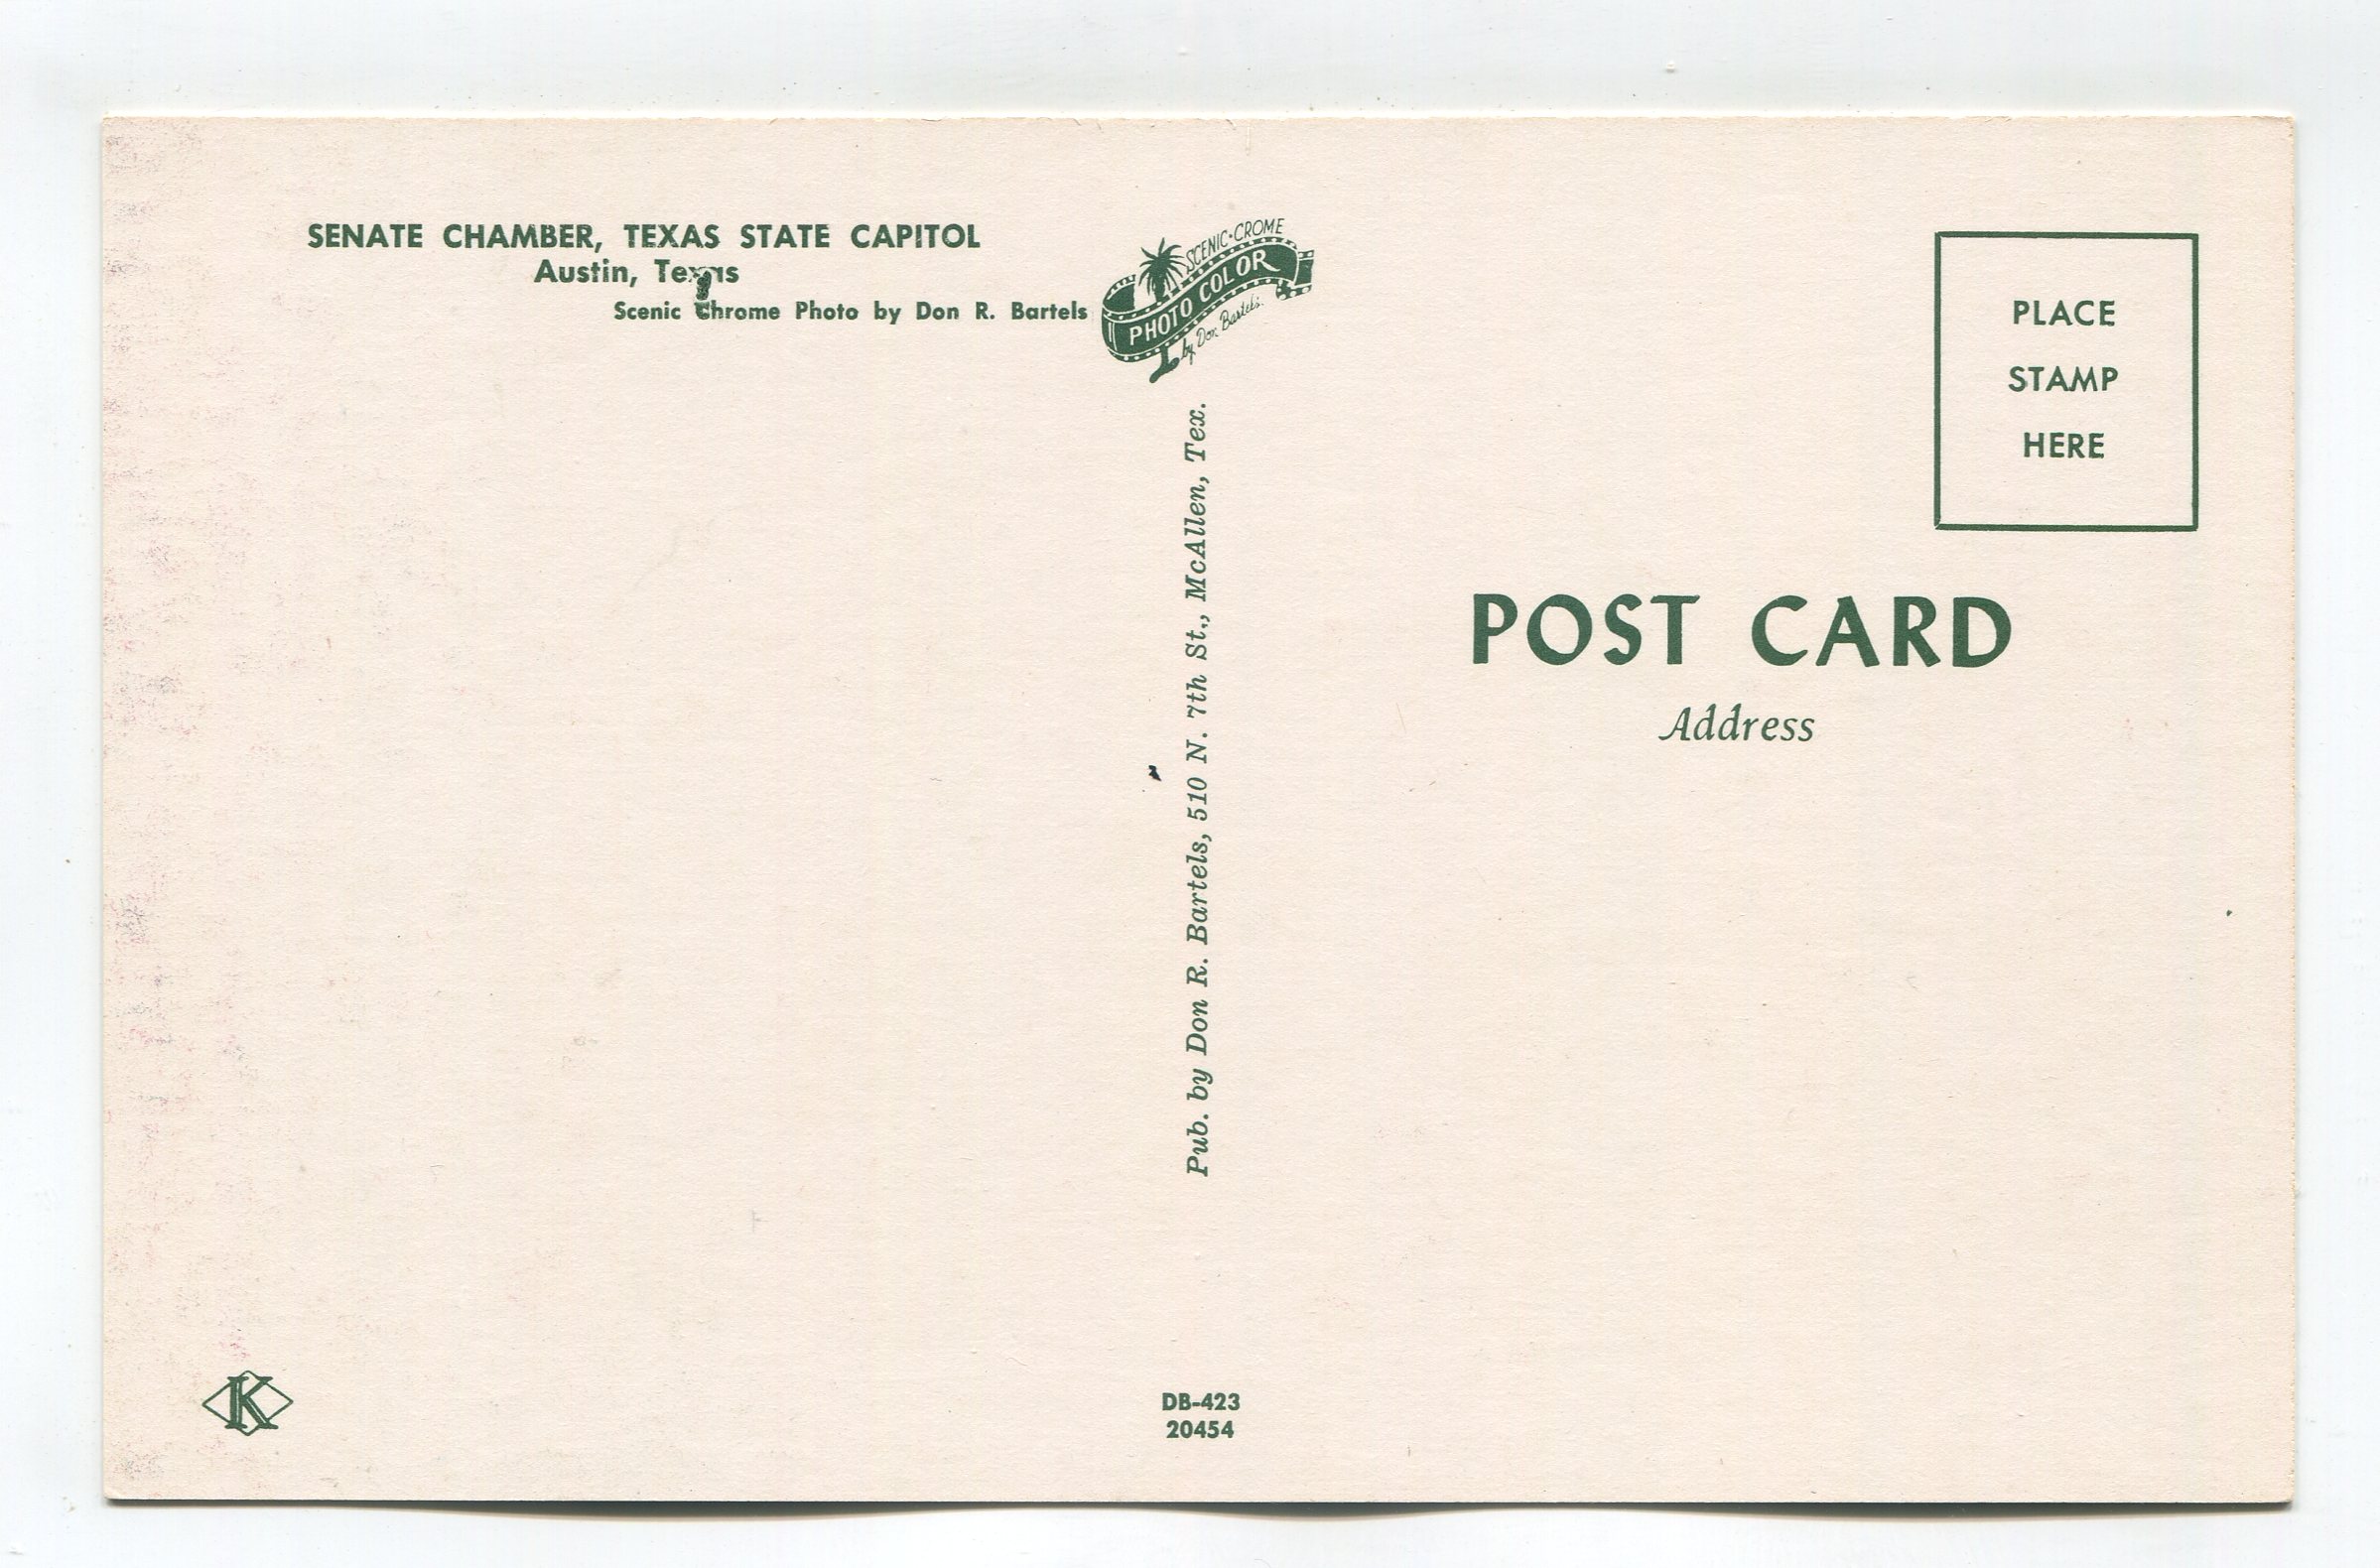 SENATE CHAMBER, TEXAS STATE CAPITOL
Austin, Texas
Scenic Chrome Photo by Don R. Bartels
SCENIC-CROME
PHOTO COLOR
by Don Bartels.
Pub. by Don R. Bartels, 510 N. 7th St., McAllen, Tex.
PLACE
STAMP
HERE
POST CARD
Address
K
DB-423
20454